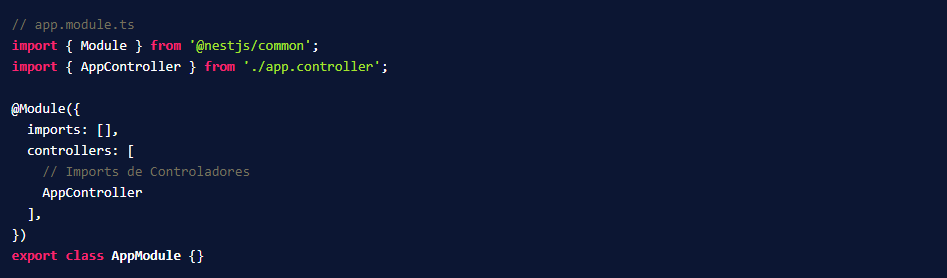 // app.module.ts
import { Module } from '@nestjs/common';
import { AppController } from './app.controller';
@Module({
  imports: [],
  controllers: [
    // Imports de Controladores
    AppController
  ],
})
export class AppModule {}